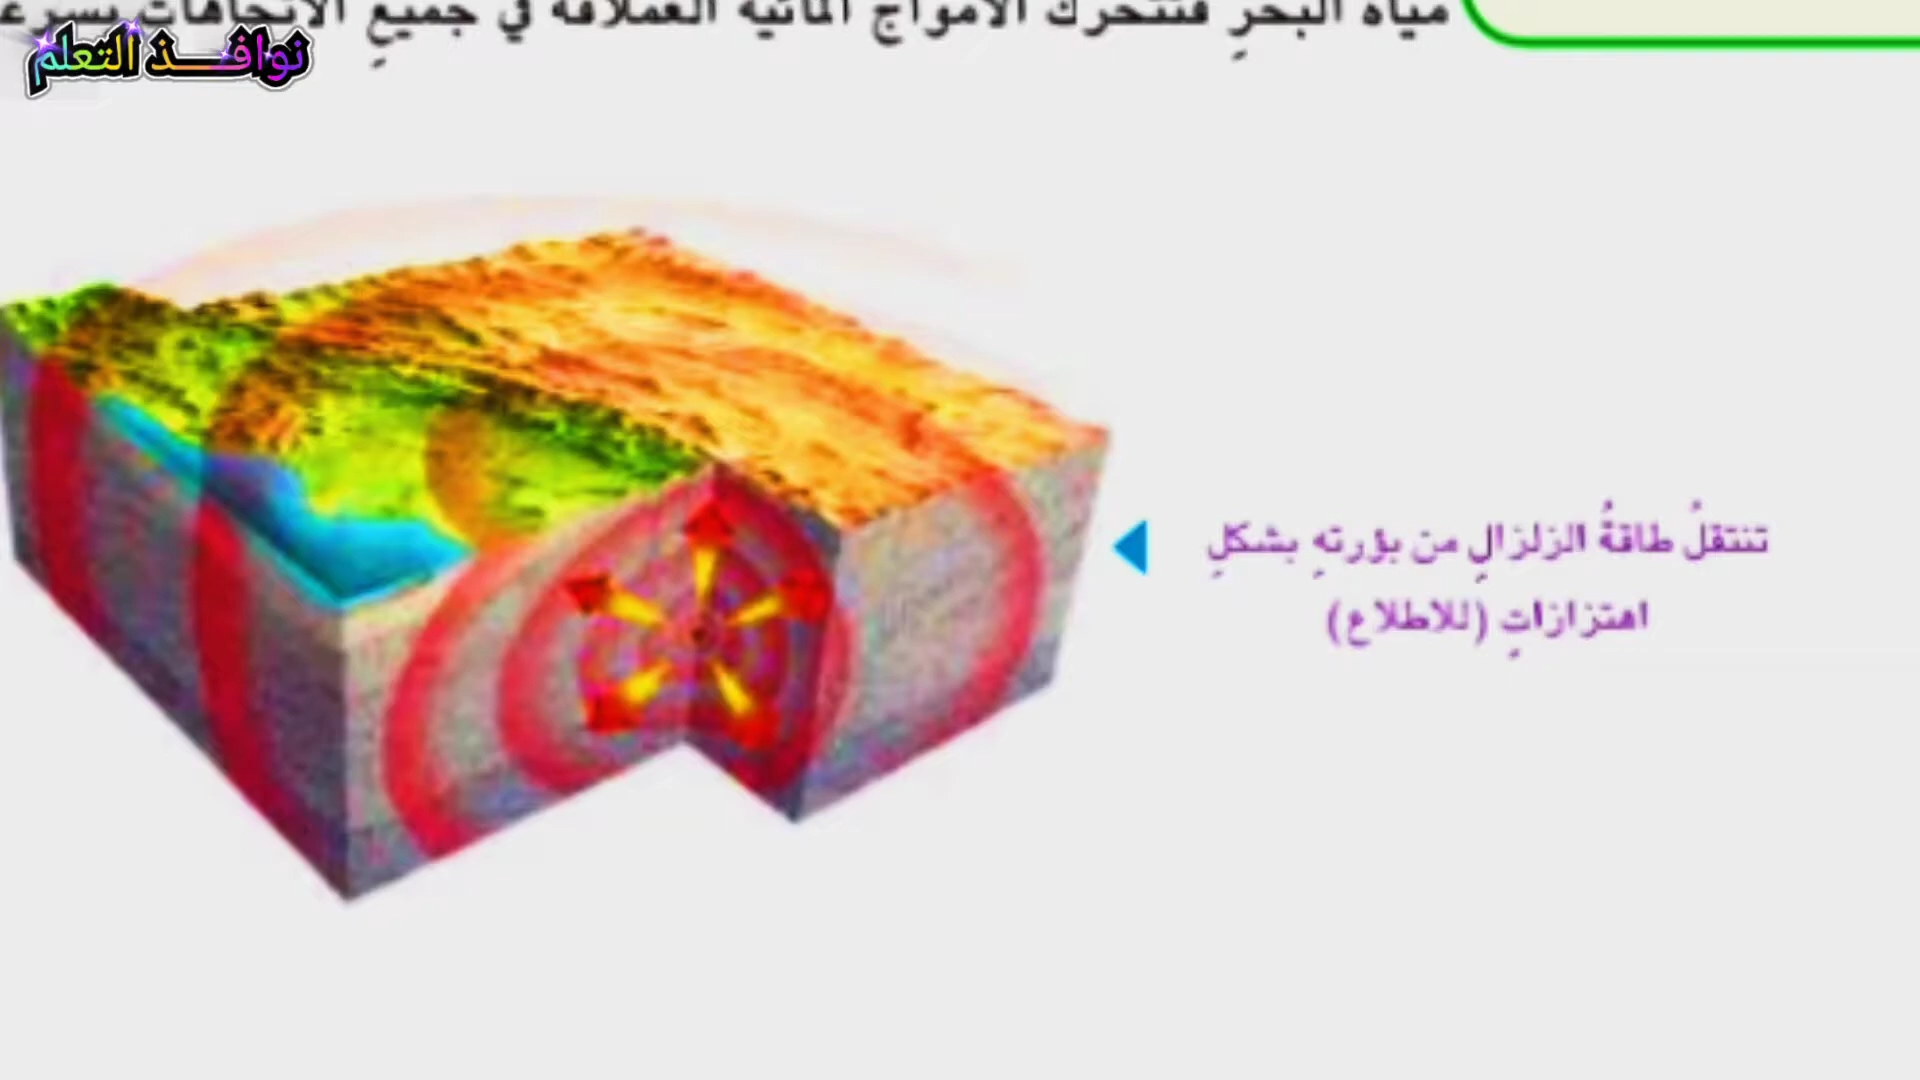 مياه البحرِ فتتحرك الأمواج المائية العملاقة في جميعِ الاتجاهات بسرعة
نوافذ التعلم
تنتقلُ طاقةُ الزلزالِ من بؤرتهِ بشكلِ
اهتزازاتٍ (للاطلاع)